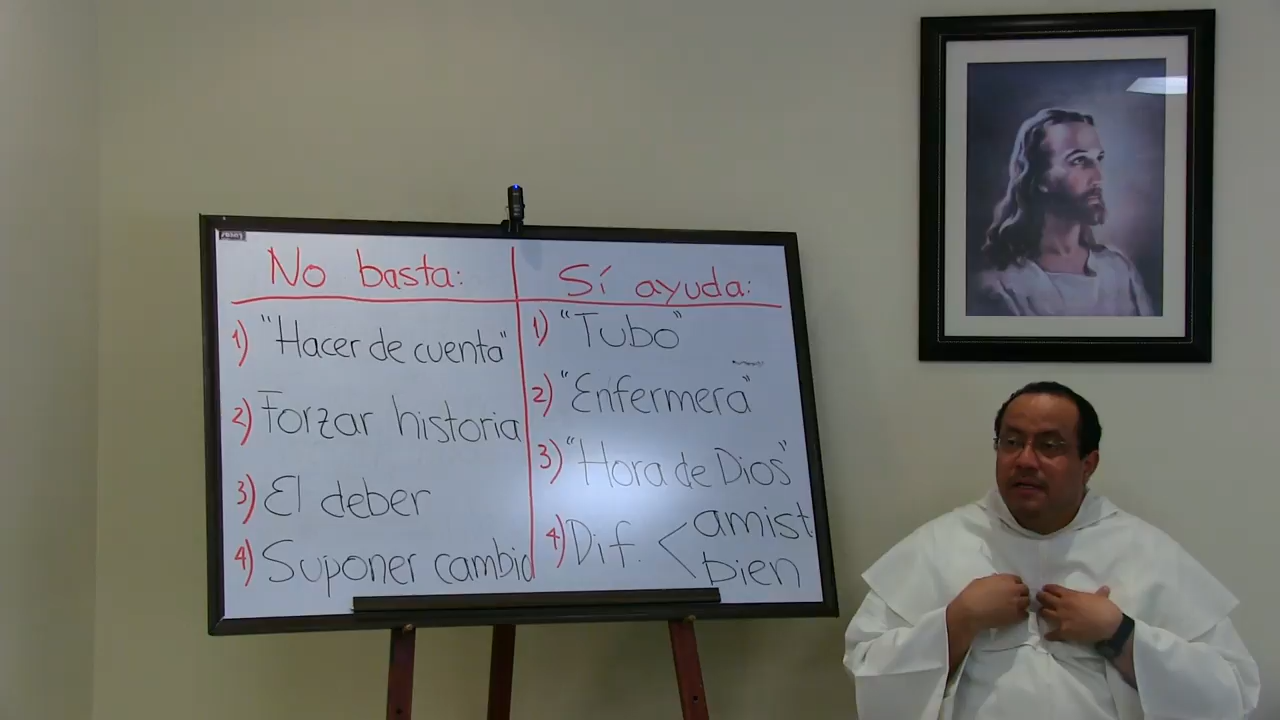 No basta:
1) "Hacer de cuenta"
2) Forzar historia
3) El deber
4) Suponer cambio
Sí ayuda:
1) "Tubo"
2) "Enfermera"
3) "Hora de Dios"
4) Dif. < amist
bien